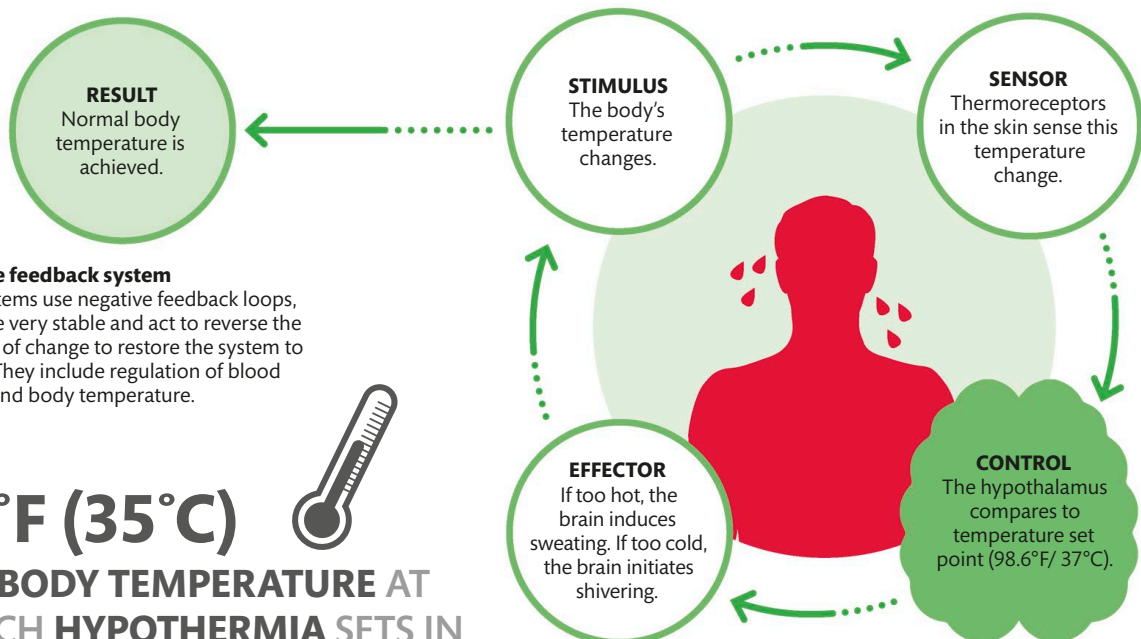 RESULT
Normal body
temperature is
achieved.
STIMULUS
The body's
temperature
changes.
SENSOR
Thermoreceptors
in the skin sense this
temperature
change.
feedback system
use negative feedback loops,
very stable and act to reverse the
of change to restore the system to
They include regulation of blood
and body temperature.
EFFECTOR
If too hot, the
brain induces
sweating. If too cold,
the brain initiates
shivering.
CONTROL
The hypothalamus
compares to
temperature set
point (98.6°F/ 37°C).
°F (35°C)
BODY TEMPERATURE AT
HYPOTHERMIA SETS IN